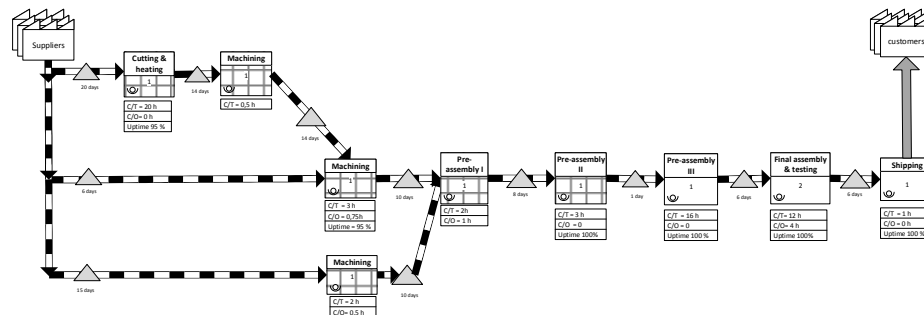 Suppliers
customers
Cutting &
heating
1
C/T = 20 h
C/O= 0 h
Uptime 95 %
Machining
1
C/T = 0,5 h
20 days
14 days
14 days
Machining
1
C/T = 3 h
C/O = 0,75h
Uptime = 95 %
6 days
10 days
Pre-
assembly I
1
C/T = 2h
C/O = 1 h
8 days
Pre-assembly
II
1
C/T = 3 h
C/O = 0
Uptime 100%
1 day
Pre-assembly
III
1
C/T = 16 h
C/O = 0
Uptime 100 %
6 days
Final assembly
& testing
2
C/T= 12 h
C/O= 4 h
Uptime 100%
6 days
Shipping
1
C/T = 1 h
C/O = 0 h
Uptime 100 %
Machining
1
C/T = 2 h
C/O= 0.5 h
15 days
10 days